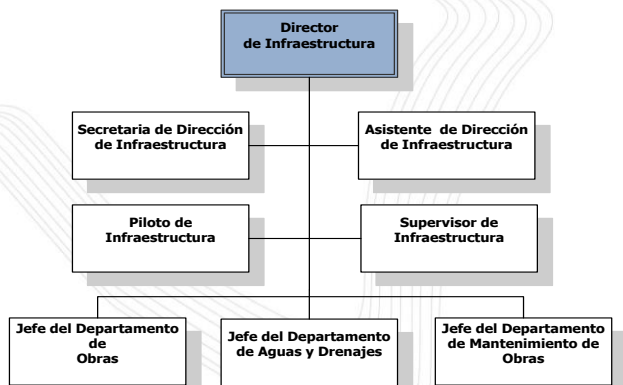 Director
de Infraestructura
Secretaria de Dirección
de Infraestructura
Asistente de Dirección
de Infraestructura
Piloto de
Infraestructura
Supervisor de
Infraestructura
Jefe del Departamento
de
Obras
Jefe del Departamento
de Aguas y Drenajes
Jefe del Departamento
de Mantenimiento de
Obras